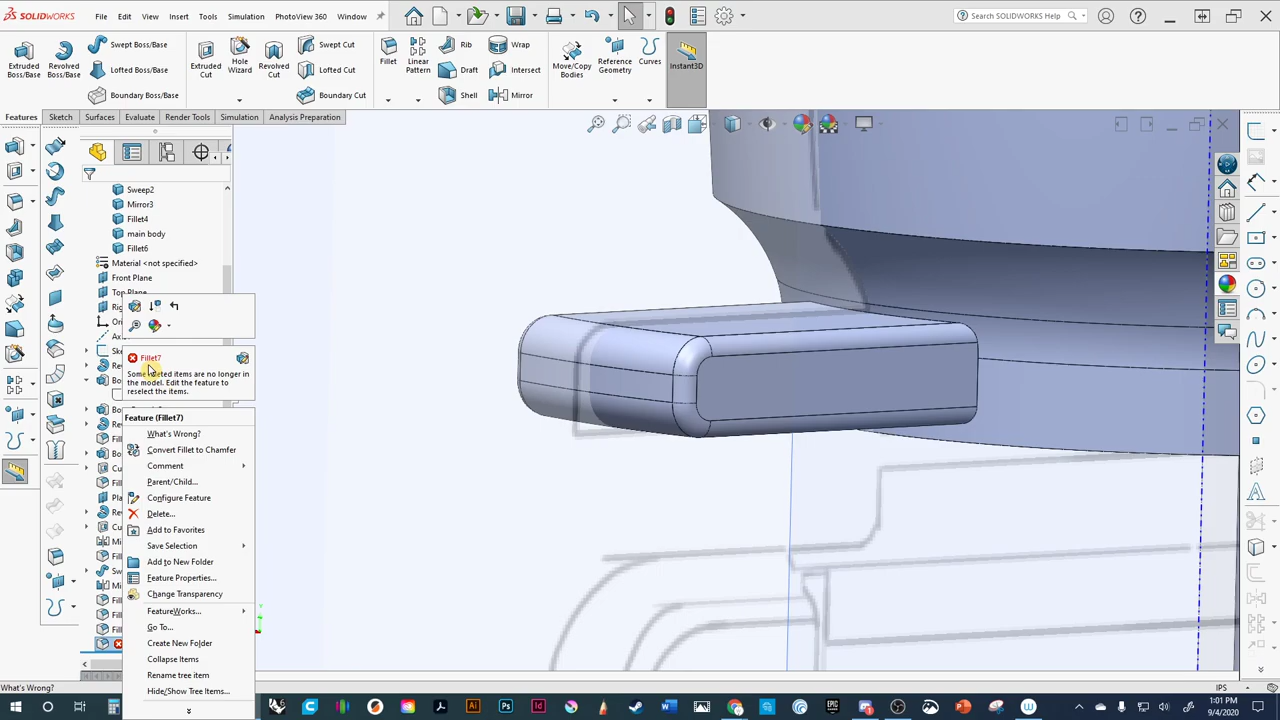 SOLIDWORKS File Edit View Insert Tools Simulation PhotoView 360 Window Search SOLIDWORKS Help
Extruded Boss/Base
Revolved Boss/Base
Swept Boss/Base
Lofted Boss/Base
Boundary Boss/Base
Extruded Cut
Hole Wizard
Revolved Cut
Swept Cut
Lofted Cut
Boundary Cut
Fillet
Linear Pattern
Rib
Draft
Shell
Wrap
Intersect
Mirror
Move/Copy Bodies
Reference Geometry
Curves
Instant3D
Features Sketch Surfaces Evaluate Render Tools Simulation Analysis Preparation
Sweep2
Mirror3
Fillet4
main body
Fillet6
Material <not specified>
Front Plane
Top Plane
Fillet7
Some
in the model. Edit the feature to
reselect the items.
Feature (Fillet7)
What's Wrong?
Convert Fillet to Chamfer
Comment
Parent/Child...
Configure Feature
Delete...
Add to Favorites
Save Selection
Add to New Folder
Feature Properties...
Change Transparency
FeatureWorks...
Go To...
Create New Folder
Collapse Items
Rename tree item
Hide/Show Tree Items...
What's Wrong? IPS
1:01 PM
9/4/2020